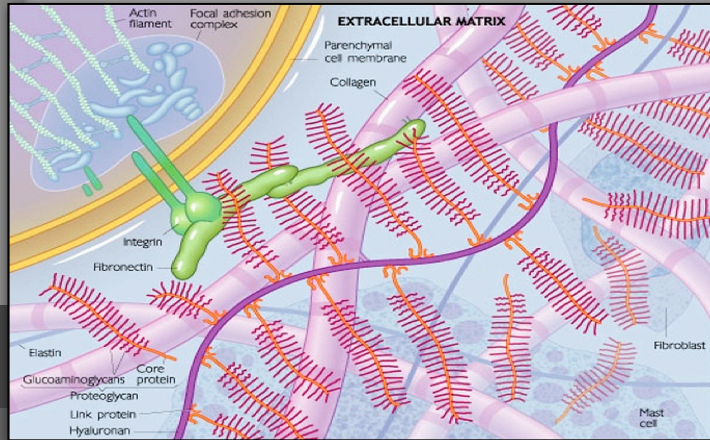 EXTRACELLULAR MATRIX
Actin
filament
Focal adhesion
complex
Parenchymal
cell membrane
Collagen
Integrin
Fibronectin
Elastin
Glucoaminoglycans
Core
protein
Proteoglycan
Link protein
Hyaluronan
Fibroblast
Mast
cell